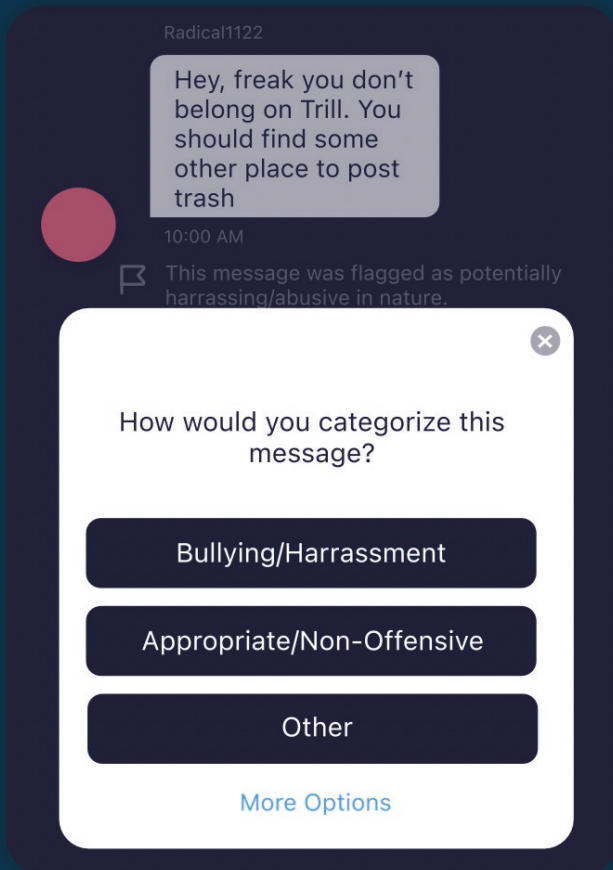 Radical1122
Hey, freak you don’t
belong on Trill. You
should find some
other place to post
trash
10:00 AM
This message was flagged as potentially
harrassing/abusive in nature.
How would you categorize this
message?
Bullying/Harrassment
Appropriate/Non-Offensive
Other
More Options